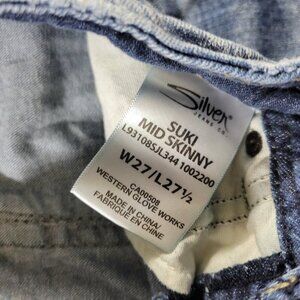 Silver
JEANS CO.
SUKI
MID SKINNY
L93108SJL344 1002200
W27/L27½
CA00508
WESTERN GLOVE WORKS
MADE IN CHINA/
FABRIQUÉ EN CHINE